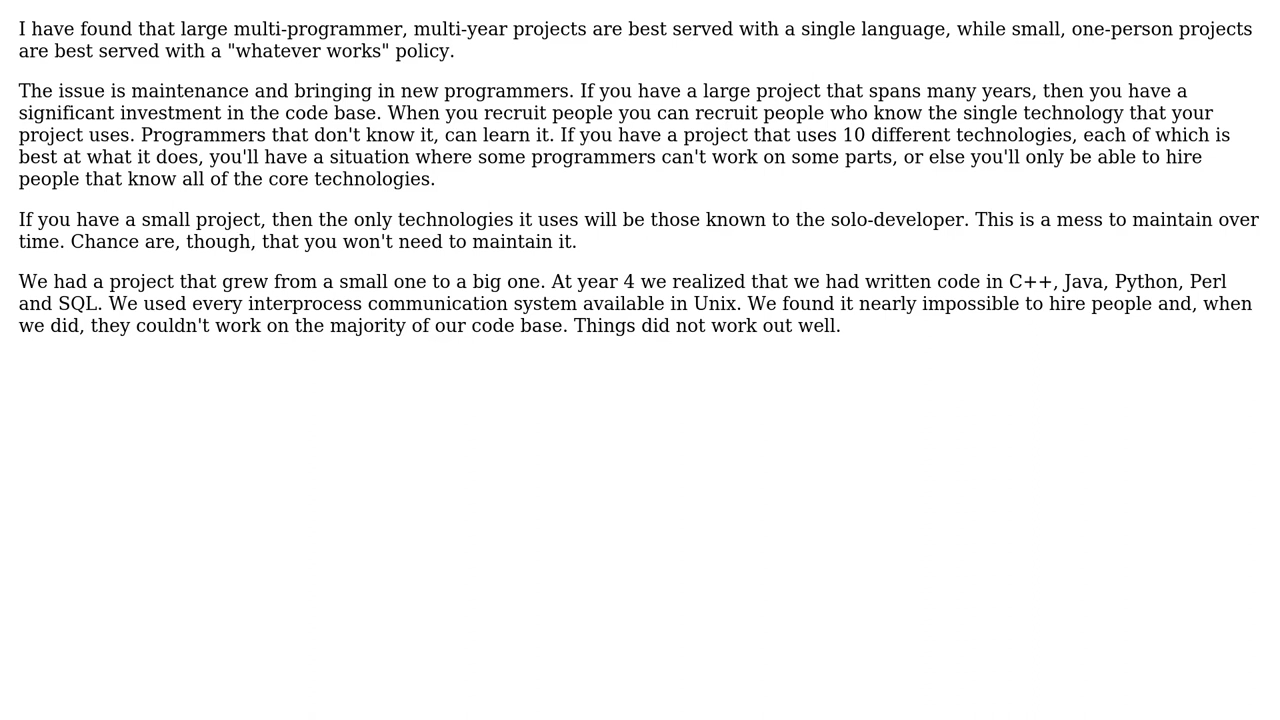 I have found that large multi-programmer, multi-year projects are best served with a single language, while small, one-person projects
are best served with a "whatever works" policy.
The issue is maintenance and bringing in new programmers. If you have a large project that spans many years, then you have a
significant investment in the code base. When you recruit people you can recruit people who know the single technology that your
project uses. Programmers that don't know it, can learn it. If you have a project that uses 10 different technologies, each of which is
best at what it does, you'll have a situation where some programmers can't work on some parts, or else you'll only be able to hire
people that know all of the core technologies.
If you have a small project, then the only technologies it uses will be those known to the solo-developer. This is a mess to maintain over
time. Chance are, though, that you won't need to maintain it.
We had a project that grew from a small one to a big one. At year 4 we realized that we had written code in C++, Java, Python, Perl
and SQL. We used every interprocess communication system available in Unix. We found it nearly impossible to hire people and, when
we did, they couldn't work on the majority of our code base. Things did not work out well.